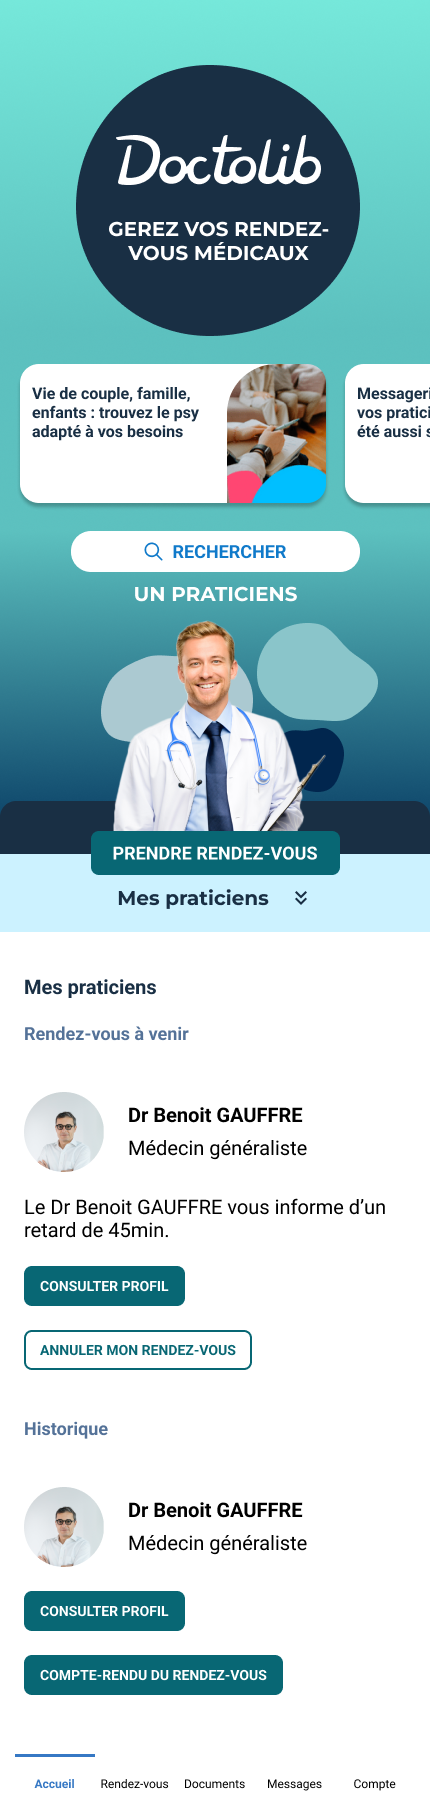 Doctolib
GEREZ VOS RENDEZ-
VOUS MÉDICAUX
Vie de couple, famille,
enfants : trouvez le psy
adapté à vos besoins
Messageri
vos pratici
été aussi s
RECHERCHER
UN PRATICIENS
PRENDRE RENDEZ-VOUS
Mes praticiens
Mes praticiens
Rendez-vous à venir
Dr Benoit GAUFFRE
Médecin généraliste
Le Dr Benoit GAUFFRE vous informe d’un
retard de 45min.
CONSULTER PROFIL
ANNULER MON RENDEZ-VOUS
Historique
Dr Benoit GAUFFRE
Médecin généraliste
CONSULTER PROFIL
COMPTE-RENDU DU RENDEZ-VOUS
Accueil Rendez-vous Documents Messages Compte